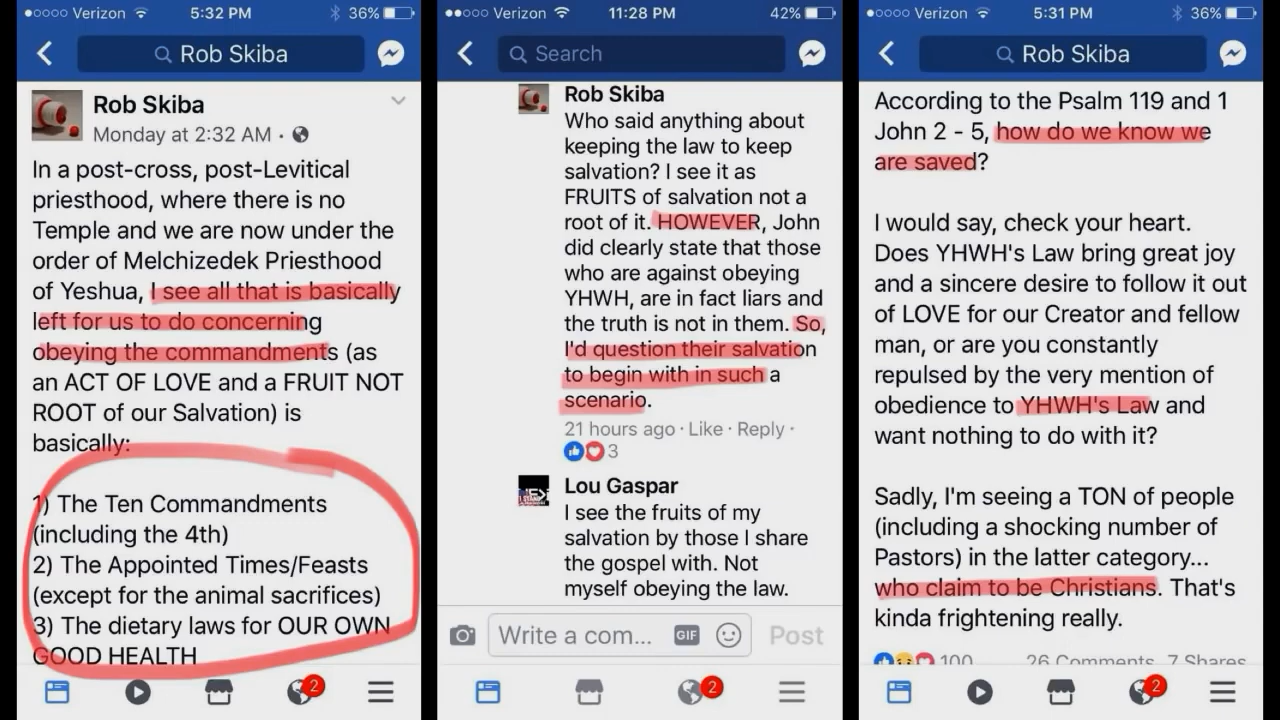 Verizon 5:32 PM 36%
Rob Skiba
Rob Skiba
Monday at 2:32 AM ·
In a post-cross, post-Levitical
priesthood, where there is no
Temple and we are now under the
order of Melchizedek Priesthood
of Yeshua, I see all that is basically
left for us to do concerning
obeying the commandments (as
an ACT OF LOVE and a FRUIT NOT
ROOT of our Salvation) is
basically:
1) The Ten Commandments
(including the 4th)
2) The Appointed Times/Feasts
(except for the animal sacrifices)
3) The dietary laws for OUR OWN
GOOD HEALTH
2
Verizon 11:28 PM 42%
Search
Rob Skiba
Who said anything about
keeping the law to keep
salvation? I see it as
FRUITS of salvation not a
root of it. HOWEVER, John
did clearly state that those
who are against obeying
YHWH, are in fact liars and
the truth is not in them. So,
I'd question their salvation
to begin with in such a
scenario.
21 hours ago · Like · Reply ·
3
Lou Gaspar
I see the fruits of my
salvation by those I share
the gospel with. Not
myself obeying the law.
Write a com... GIF Post
2
Verizon 5:31 PM 36%
Rob Skiba
According to the Psalm 119 and 1
John 2 - 5, how do we know we
are saved?
I would say, check your heart.
Does YHWH's Law bring great joy
and a sincere desire to follow it out
of LOVE for our Creator and fellow
man, or are you constantly
repulsed by the very mention of
obedience to YHWH's Law and
want nothing to do with it?
Sadly, I'm seeing a TON of people
(including a shocking number of
Pastors) in the latter category...
who claim to be Christians. That's
kinda frightening really.
100 26 Comments 7 Shares
2